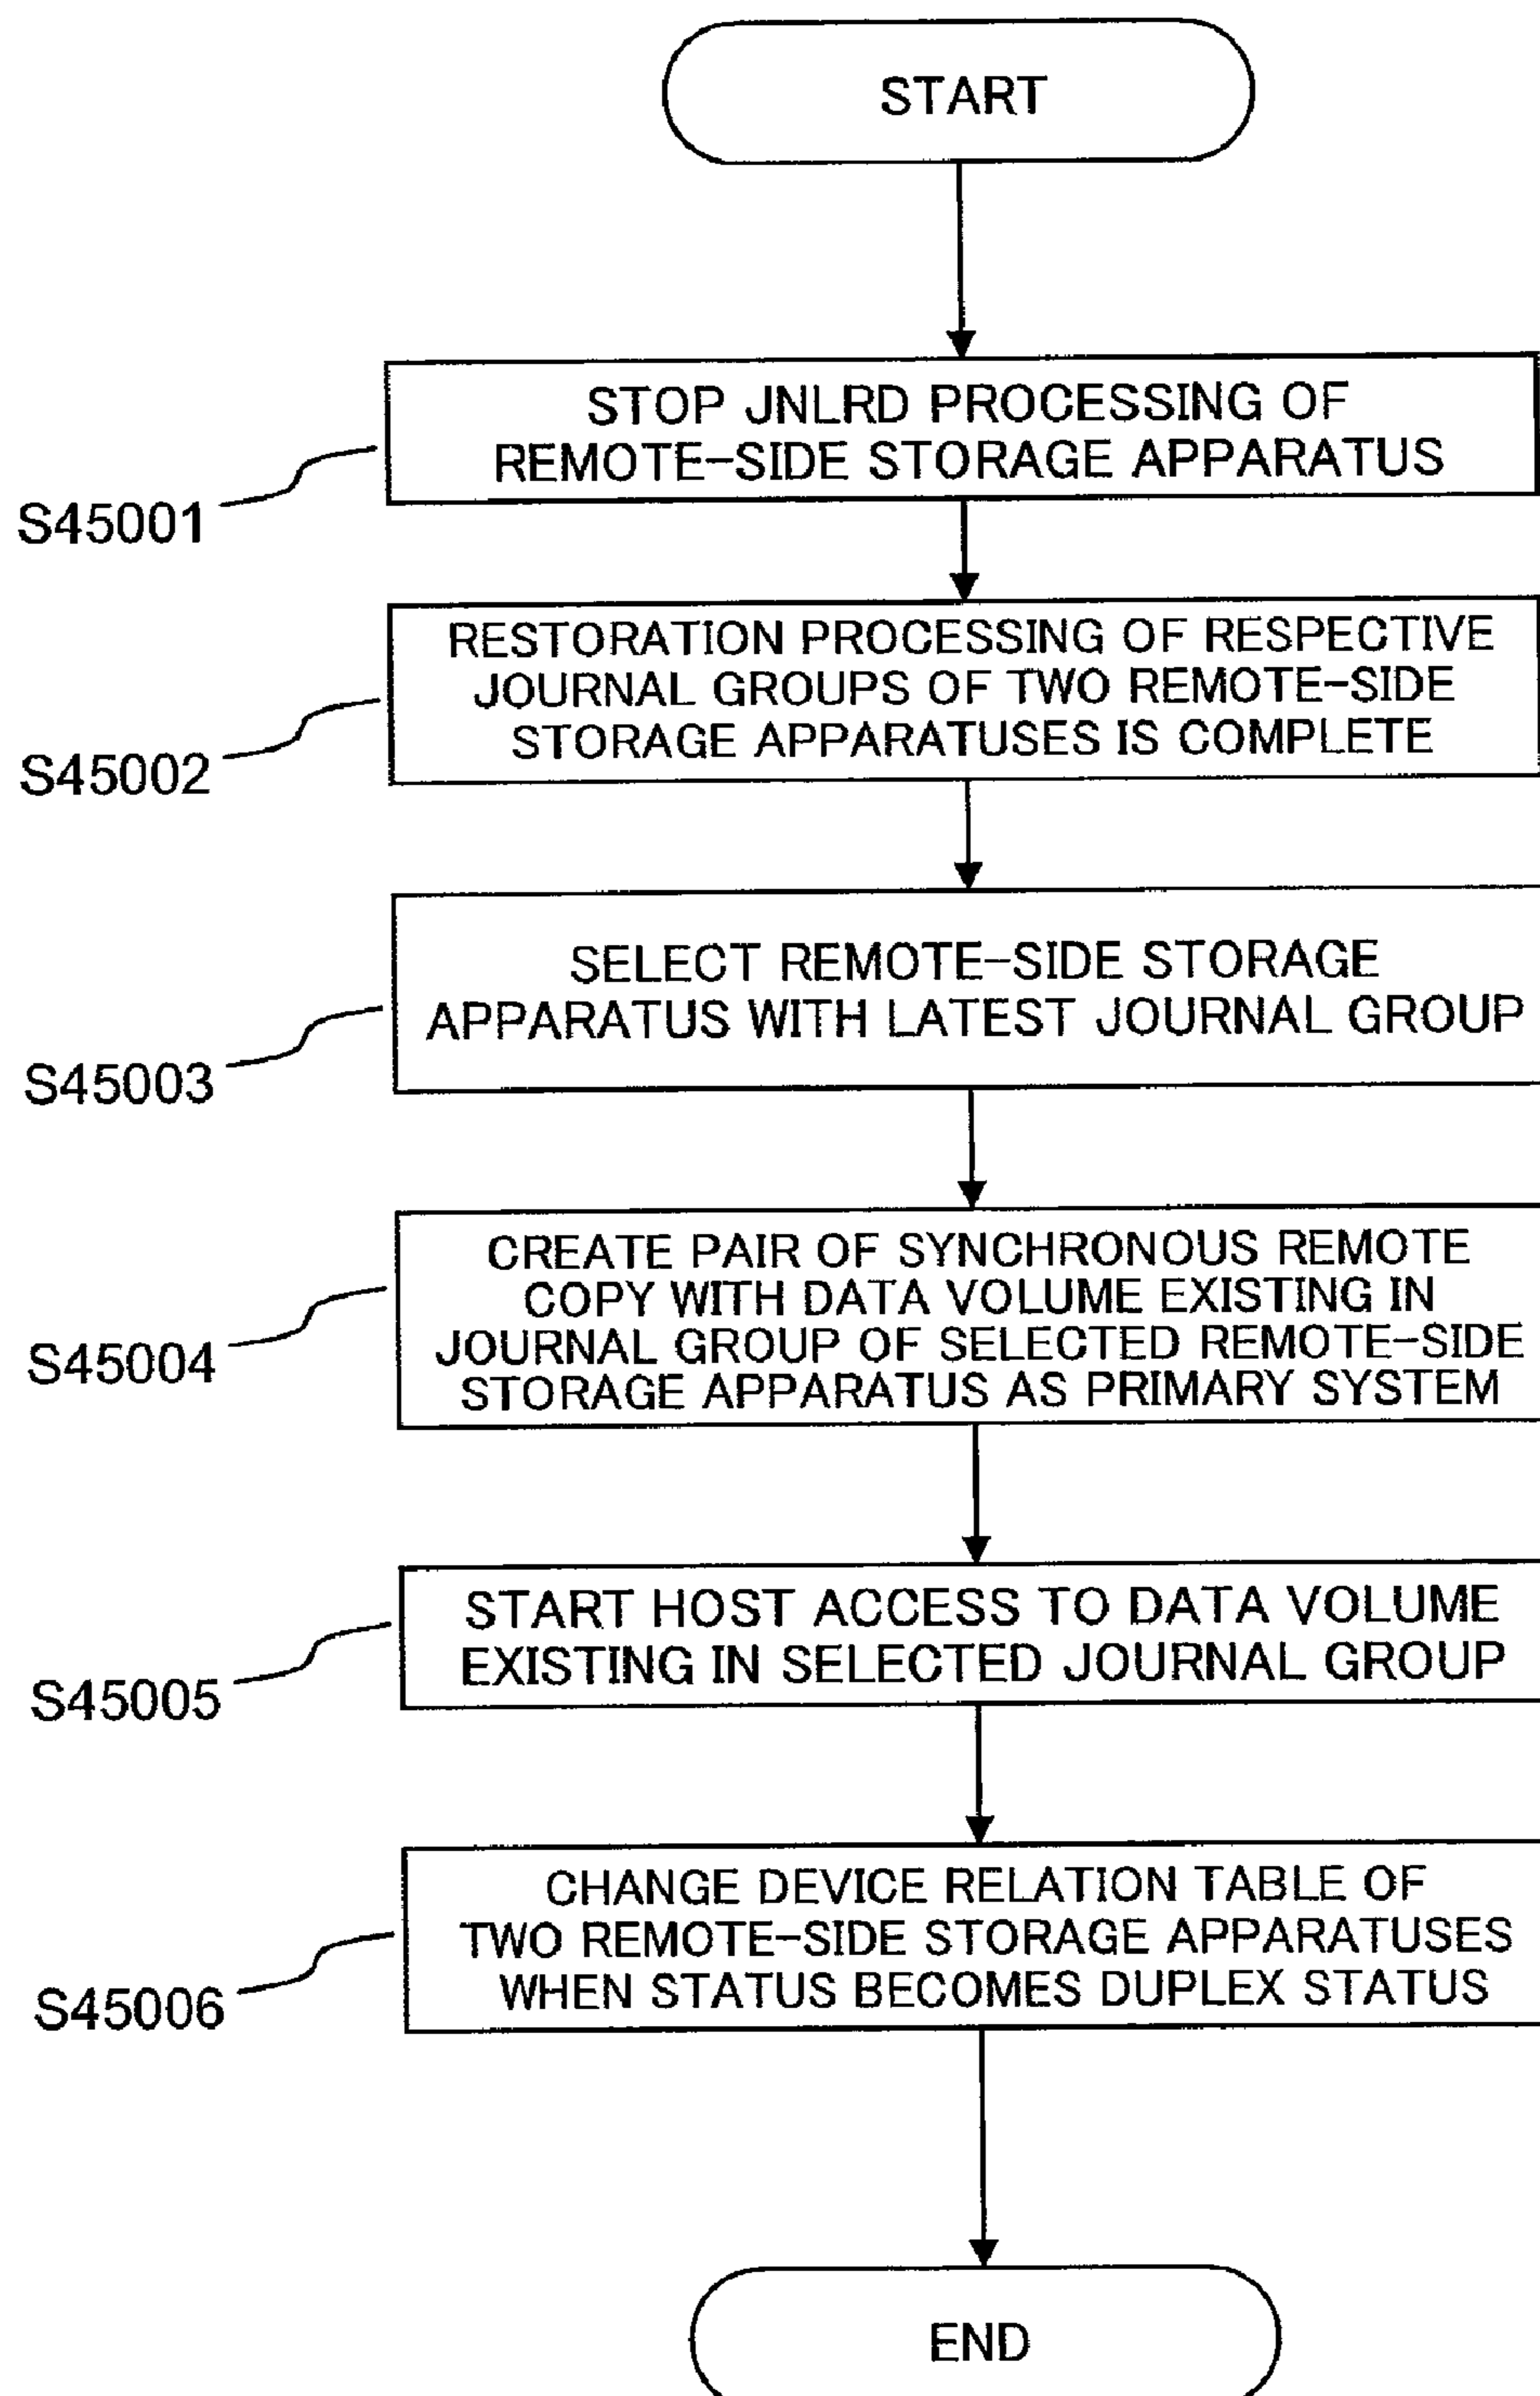 START
STOP JNLRD PROCESSING OF
REMOTE-SIDE STORAGE APPARATUS
S45001
RESTORATION PROCESSING OF RESPECTIVE
JOURNAL GROUPS OF TWO REMOTE-SIDE
STORAGE APPARATUSES IS COMPLETE
S45002
SELECT REMOTE-SIDE STORAGE
APPARATUS WITH LATEST JOURNAL GROUP
S45003
CREATE PAIR OF SYNCHRONOUS REMOTE
COPY WITH DATA VOLUME EXISTING IN
JOURNAL GROUP OF SELECTED REMOTE-SIDE
STORAGE APPARATUS AS PRIMARY SYSTEM
S45004
START HOST ACCESS TO DATA VOLUME
EXISTING IN SELECTED JOURNAL GROUP
S45005
CHANGE DEVICE RELATION TABLE OF
TWO REMOTE-SIDE STORAGE APPARATUSES
WHEN STATUS BECOMES DUPLEX STATUS
S45006
END